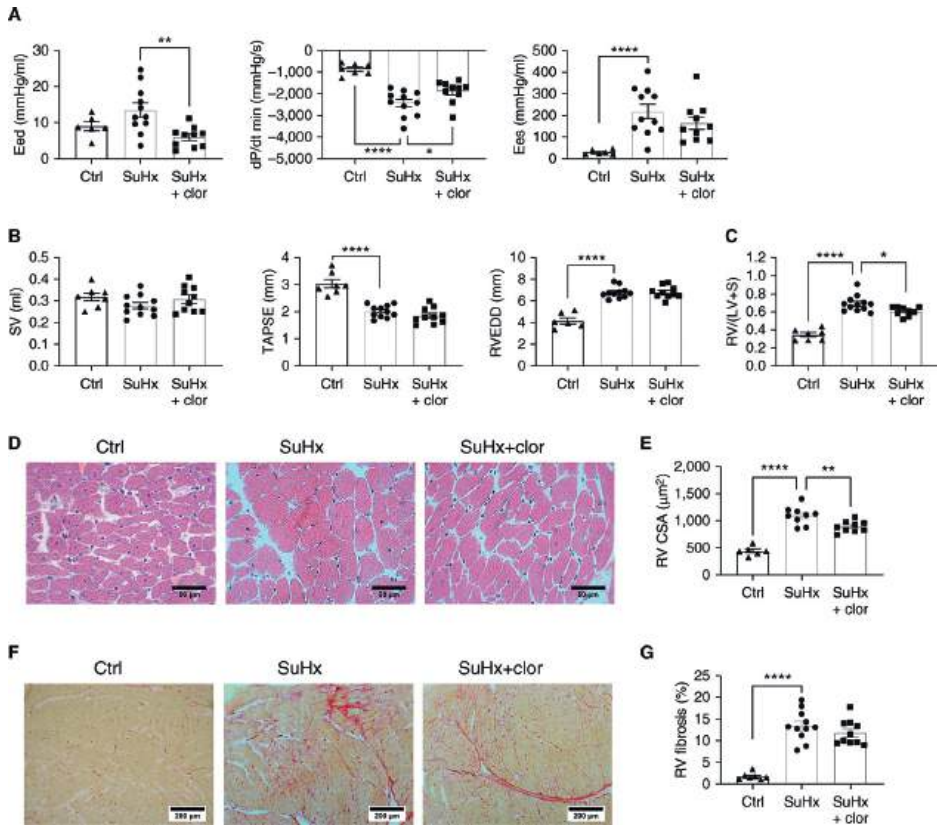 A
Eed (mmHg/ml)
30
20
10
0
**
Ctrl
SuHx
SuHx
+ clor
dP/dt min (mmHg/s)
0
−1,000
−2,000
−3,000
−4,000
−5,000
****
*
Ctrl
SuHx
SuHx
+ clor
Ees (mmHg/ml)
500
400
300
200
100
0
****
Ctrl
SuHx
SuHx
+ clor
B
SV (ml)
0.5
0.4
0.3
0.2
0.1
0.0
Ctrl
SuHx
SuHx
+ clor
TAPSE (mm)
4
3
2
1
0
****
Ctrl
SuHx
SuHx
+ clor
RVEDD (mm)
10
8
6
4
2
0
****
Ctrl
SuHx
SuHx
+ clor
C
RV/(LV+S)
1.0
0.8
0.6
0.4
0.2
0.0
****
*
Ctrl
SuHx
SuHx
+ clor
D
Ctrl
SuHx
SuHx+clor
50 μm
50 μm
50 μm
E
RV CSA (μm²)
2,000
1,500
1,000
500
0
****
**
Ctrl
SuHx
SuHx
+ clor
F
Ctrl
SuHx
SuHx+clor
200 μm
200 μm
200 μm
G
RV fibrosis (%)
25
20
15
10
5
0
****
Ctrl
SuHx
SuHx
+ clor